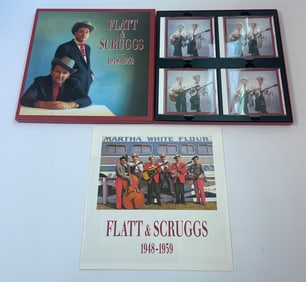 FLATT
&
SCRUGGS
1948-1959
MARTHA WHITE FLOUR
FLATT & SCRUGGS
1948-1959